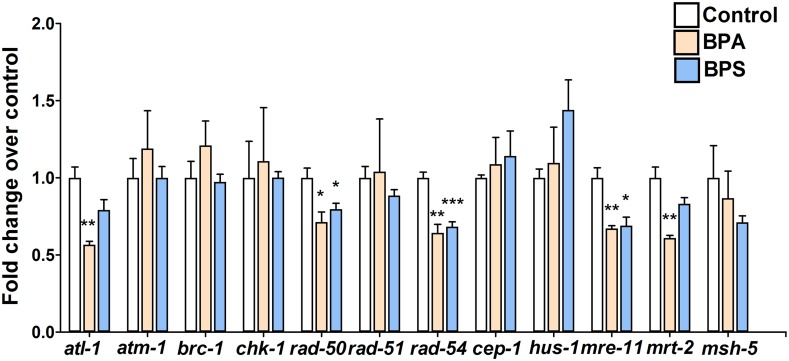 Fold change over control
2.0
1.5
1.0
0.5
0.0
Control
BPA
BPS
**
*
*
**
***
**
*
**
atl-1 atm-1 brc-1 chk-1 rad-50 rad-51 rad-54 cep-1 hus-1 mre-11 mrt-2 msh-5